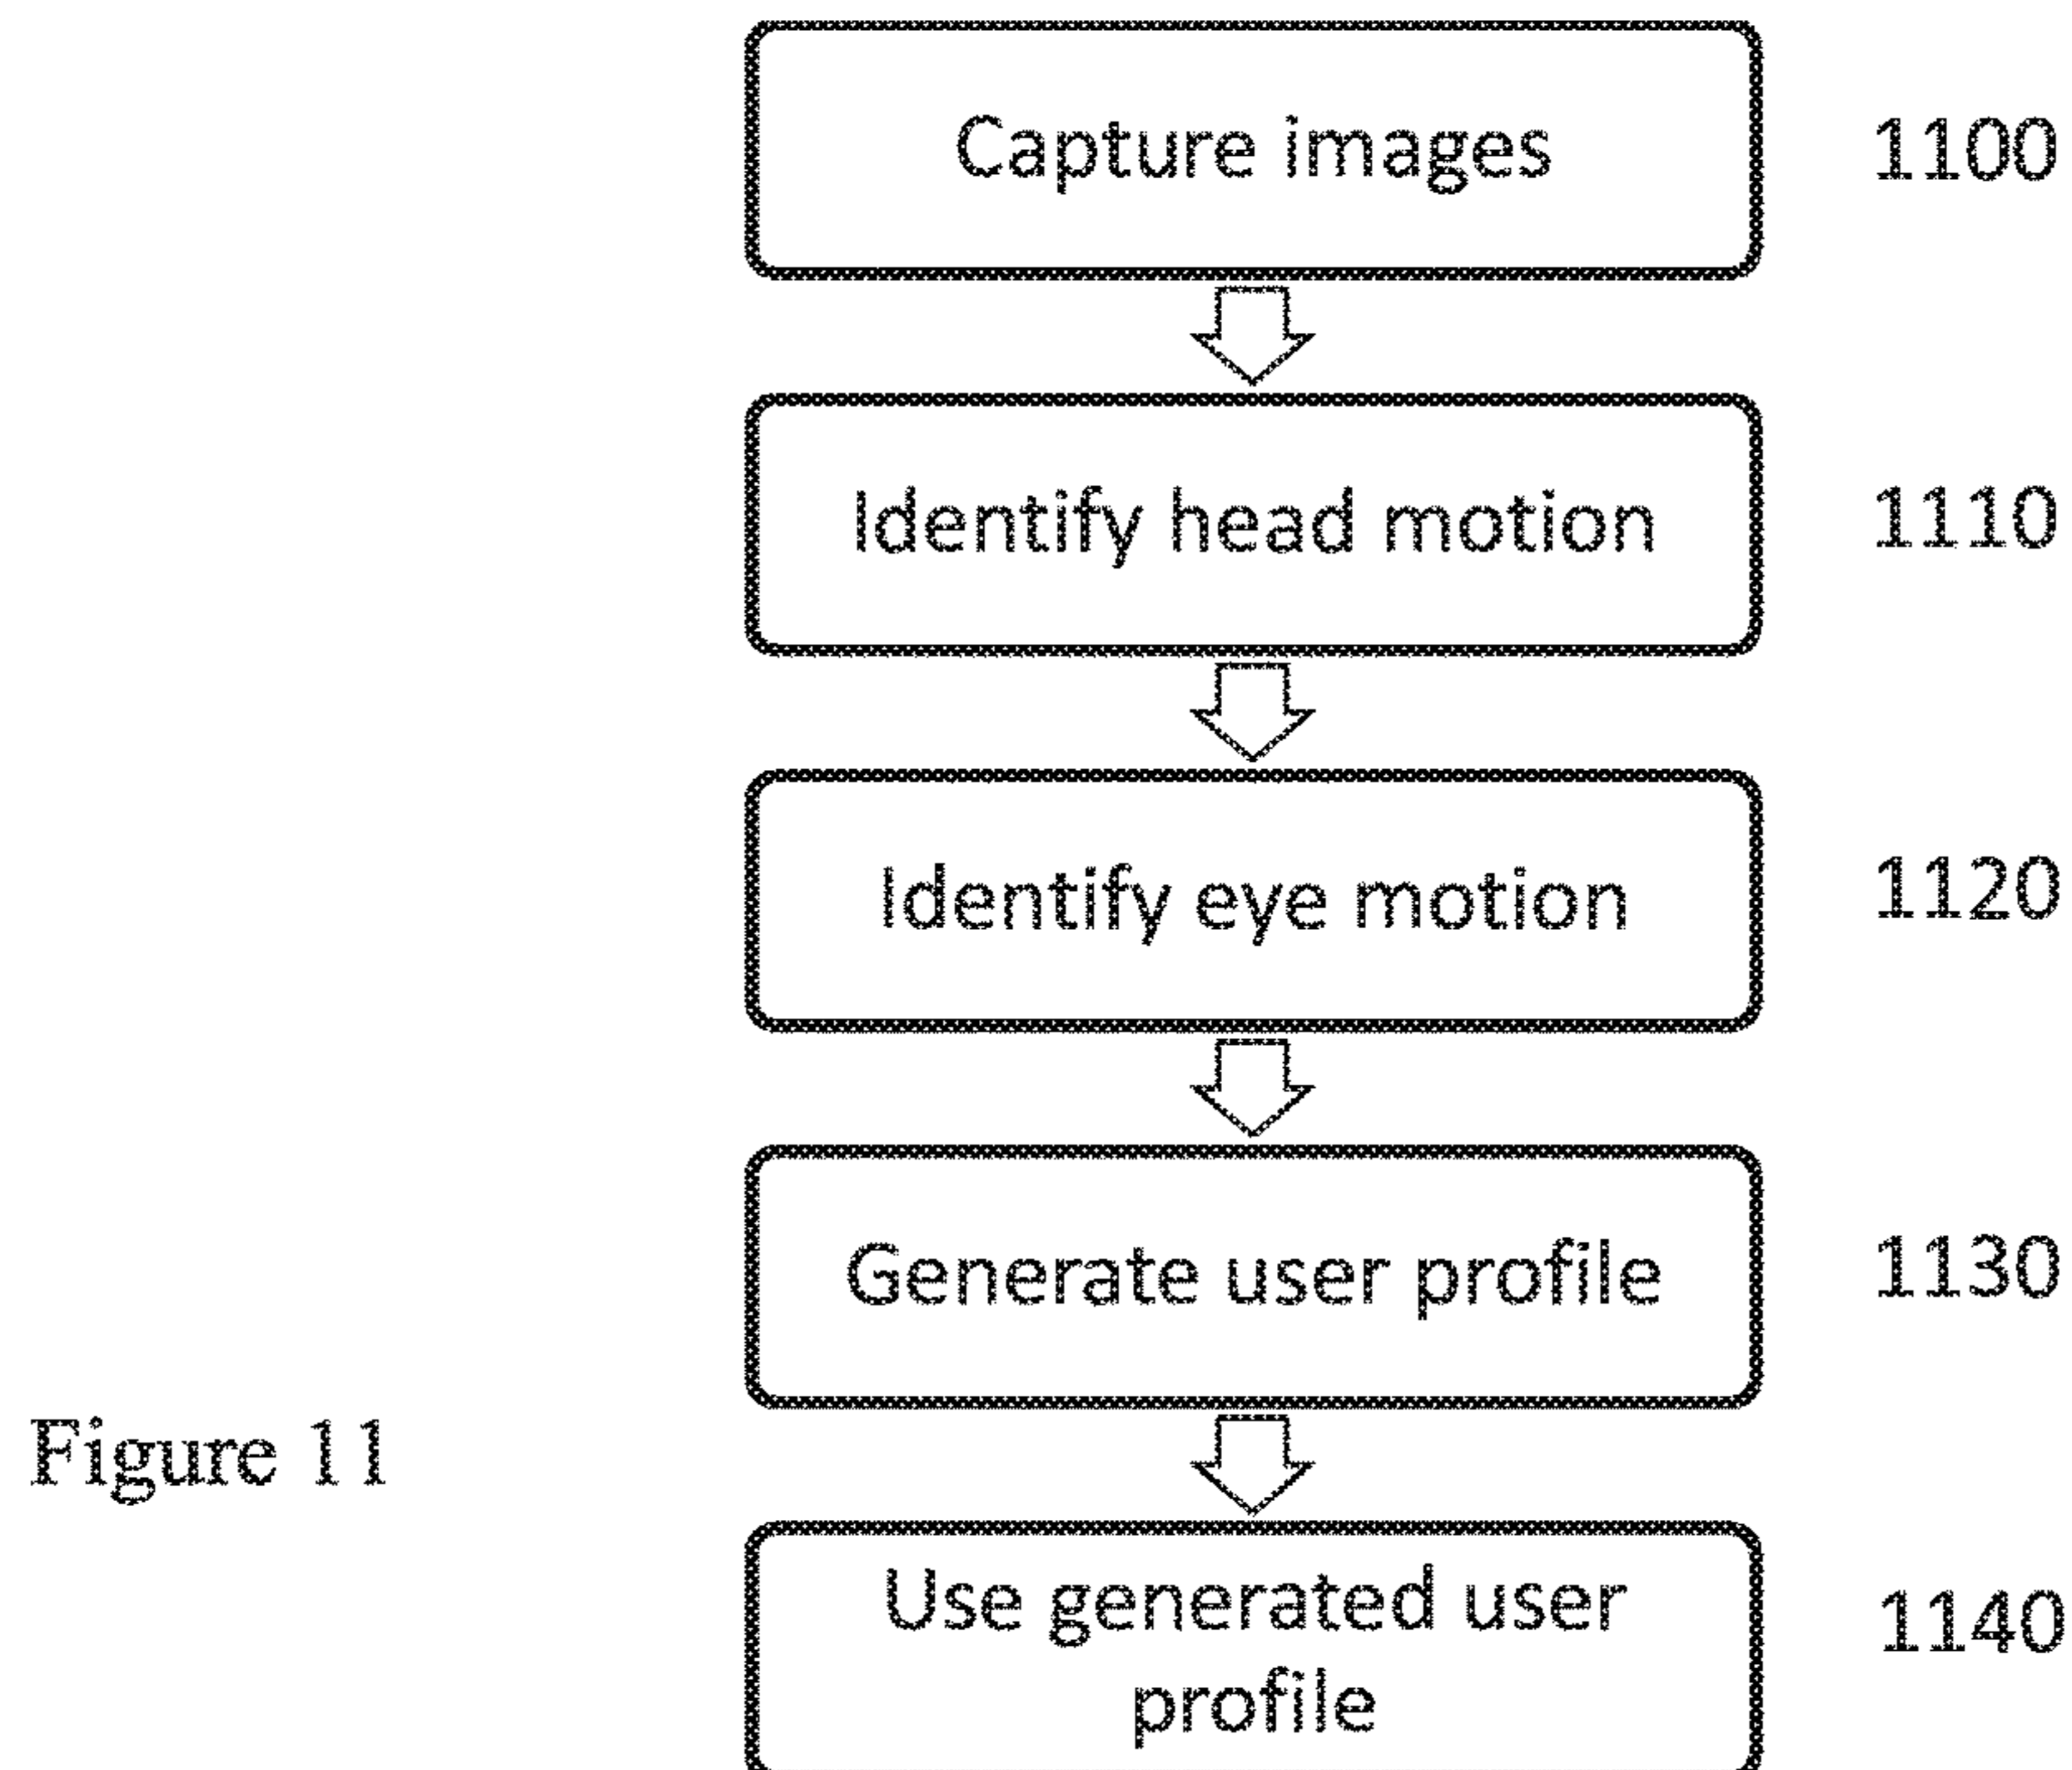 Capture images 1100
Identify head motion 1110
Identify eye motion 1120
Generate user profile 1130
Figure 11
Use generated user 1140
profile